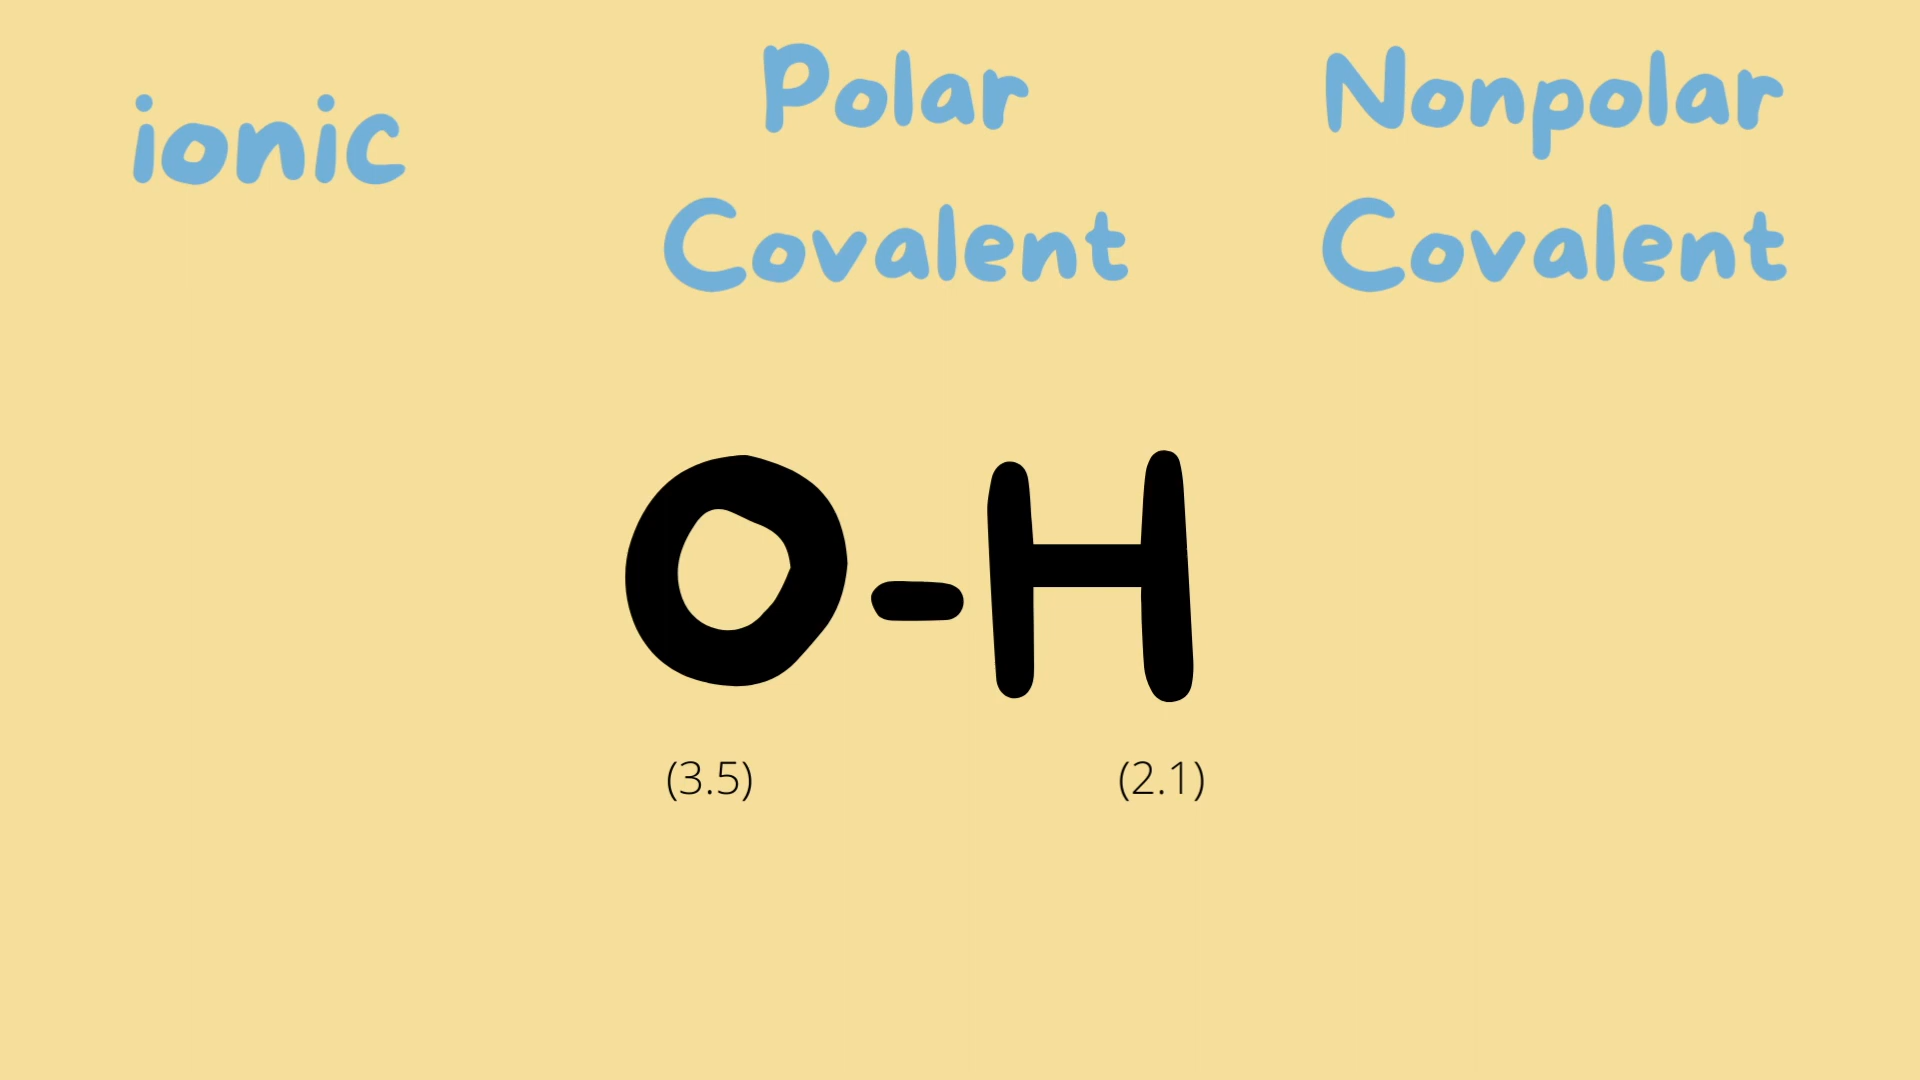 ionic
Polar
Covalent
Nonpolar
Covalent
O-H
(3.5)
(2.1)